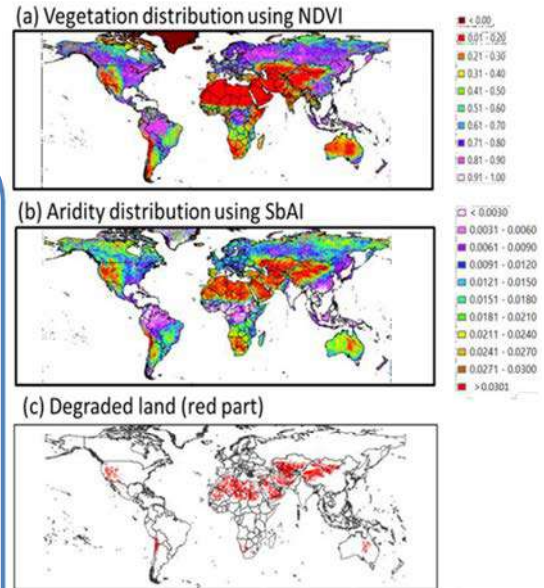 (a) Vegetation distribution using NDVI
< 0.00
0.01 - 0.20
0.21 - 0.30
0.31 - 0.40
0.41 - 0.50
0.51 - 0.60
0.61 - 0.70
0.71 - 0.80
0.81 - 0.90
0.91 - 1.00
(b) Aridity distribution using SbAI
< 0.0030
0.0031 - 0.0060
0.0061 - 0.0090
0.0091 - 0.0120
0.0121 - 0.0150
0.0151 - 0.0180
0.0181 - 0.0210
0.0211 - 0.0240
0.0241 - 0.0270
0.0271 - 0.0300
>0.0301
(c) Degraded land (red part)